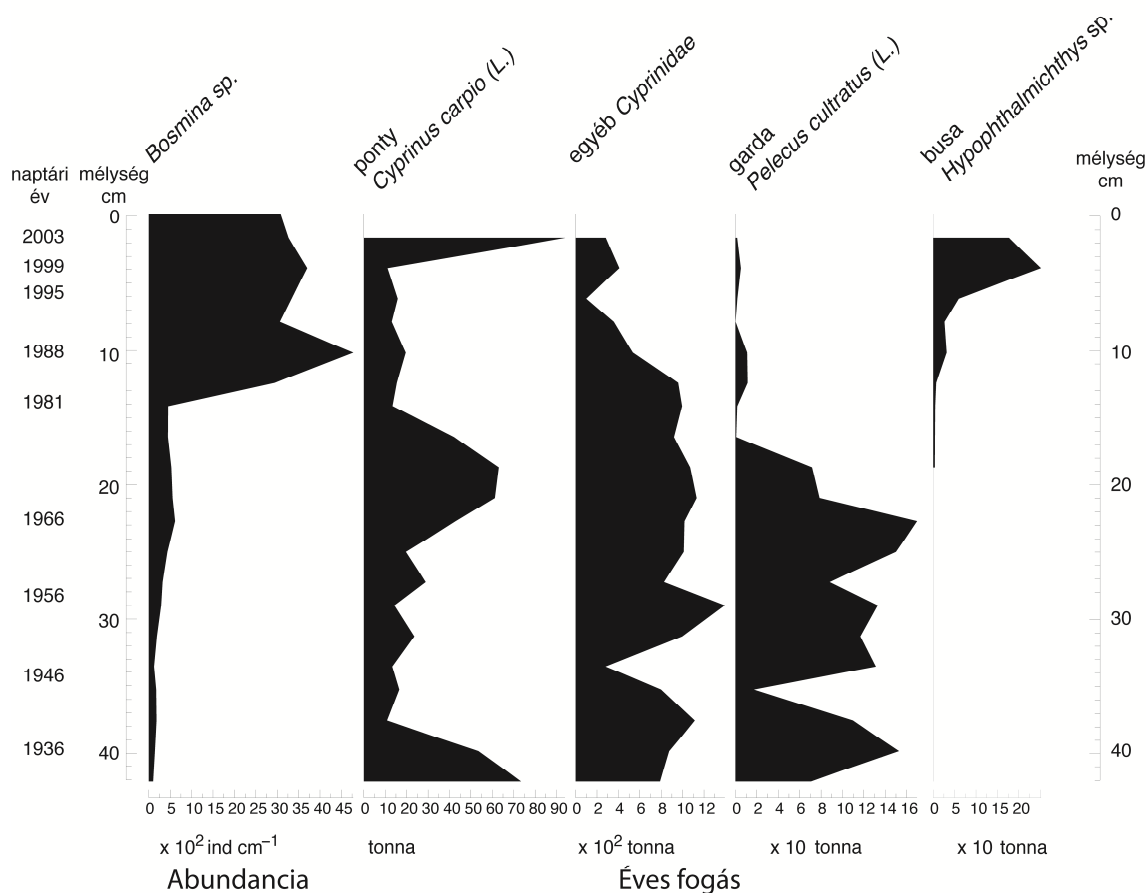 Bosmina sp.
ponty
Cyprinus carpio (L.)
egyéb Cyprinidae
garda
Pelecus cultratus (L.)
busa
Hypophthalmichthys sp.
naptári
év
mélység
cm
mélység
cm
0
10
20
30
40
2003
1999
1995
1988
1981
1966
1956
1946
1936
0
10
20
30
40
0 5 10 15 20 25 30 35 40 45
0 10 20 30 40 50 60 70 80 90
0 2 4 6 8 10 12
0 2 4 6 8 10 12 14 16
0 5 10 15 20
x 10² ind cm⁻¹
tonna
x 10² tonna
x 10 tonna
x 10 tonna
Abundancia
Éves fogás